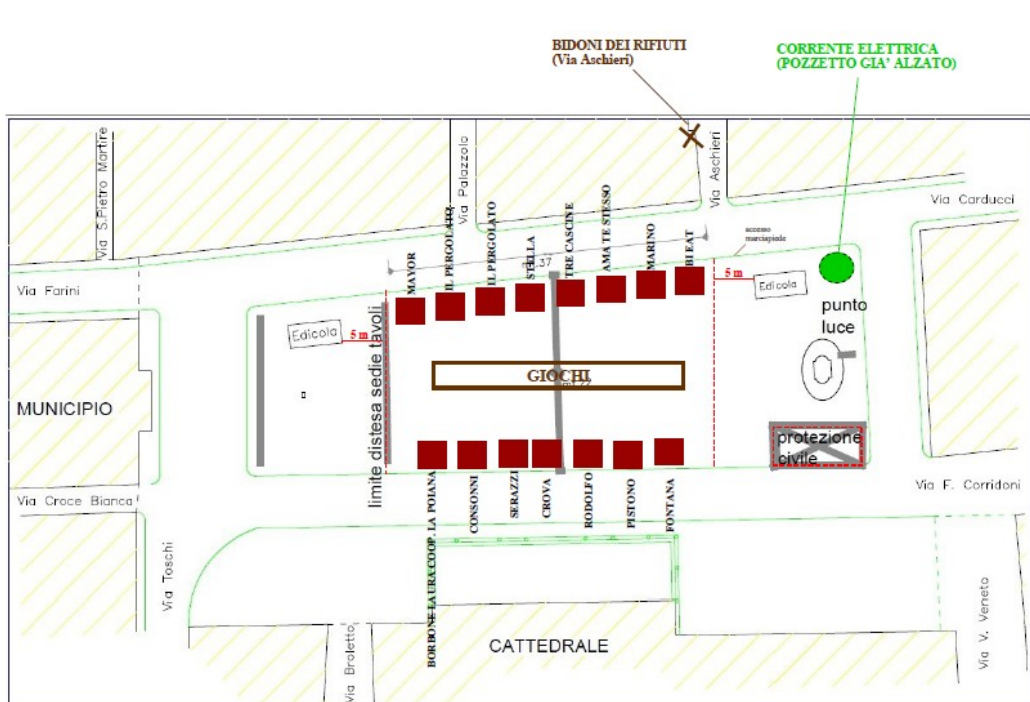 BIDONI DEI RIFIUTI
(Via Aschieri)
CORRENTE ELETTRICA
(POZZETTO GIA' ALZATO)
Via S.Pietro Martire
Via Palazzolo
Via Aschieri
Via Carducci
Via Farini
MAYOR
IL PERGOLATO
IL PERGOLATO
STELLA
TRE CASCINE
AMA TE STESSO
MARINO
BI EAT
accesso
marciapiede
37
5 m
Edicola
punto
luce
Edicola
5 m
limite distesa sedie tavoli
GIOCHI
MUNICIPIO
protezione
civile
Via Croce Bianca
Via F. Corridoni
BORBONE LAURA COOP. LA POIANA
CONSONNI
SERAZZI
CROVA
RODOLFO
PISTONO
FONTANA
Via Toschi
Via Broletto
CATTEDRALE
Via V. Veneto